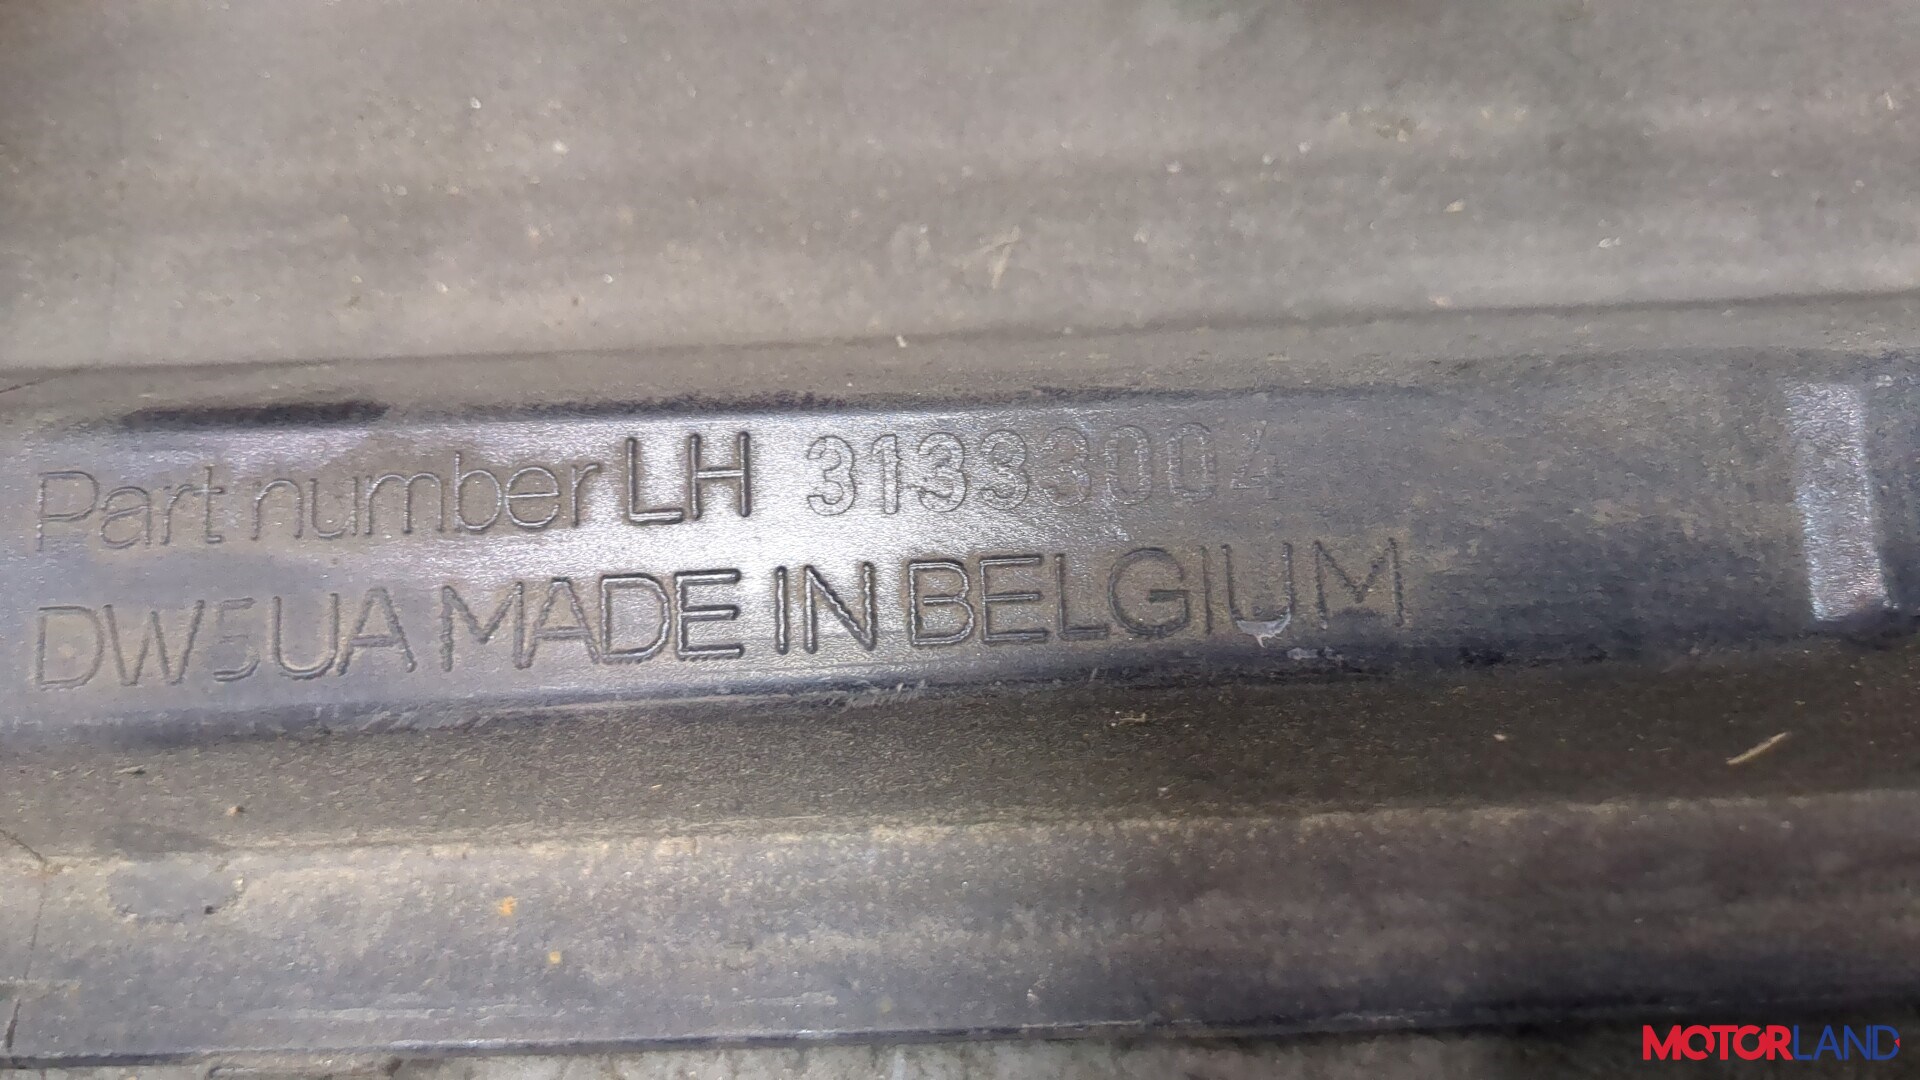 Part number LH 31333004
DW5UA MADE IN BELGIUM
MOTORLAND